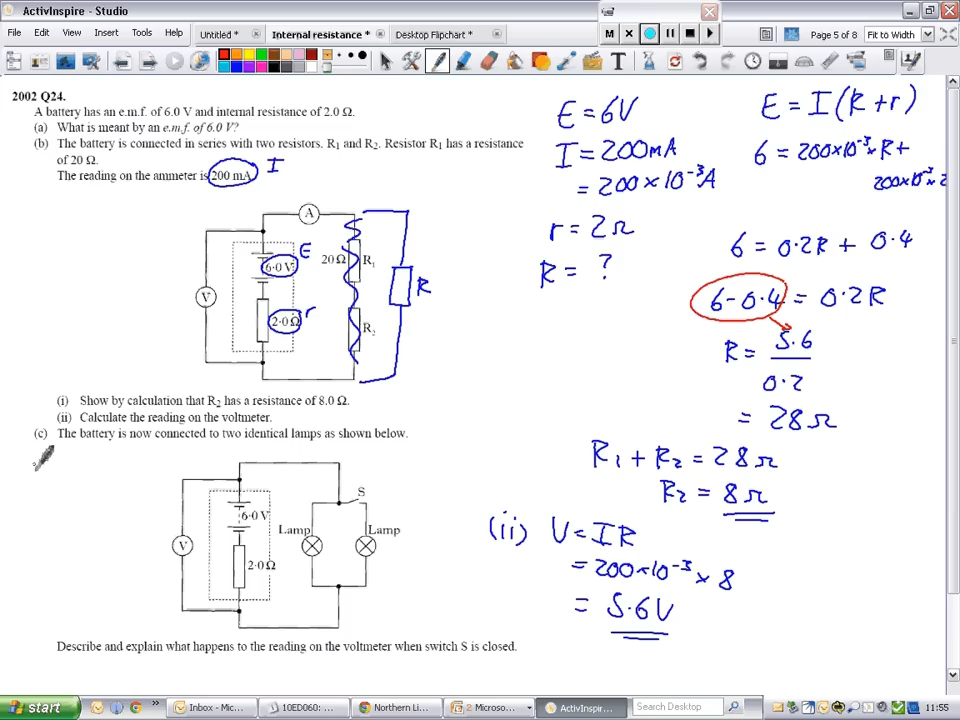 ActivInspire - Studio
File Edit View Insert Tools Help
Untitled * Internal resistance * Desktop Flipchart *
Page 5 of 8 Fit to Width
2002 Q24.
A battery has an e.m.f. of 6.0 V and internal resistance of 2.0 Ω.
(a) What is meant by an e.m.f. of 6.0 V?
(b) The battery is connected in series with two resistors, R1 and R2. Resistor R1 has a resistance
of 20 Ω.
The reading on the ammeter is 200 mA I
A
V
6·0 V E
2·0 Ω r
20 Ω R1
R2
R
(i) Show by calculation that R2 has a resistance of 8.0 Ω.
(ii) Calculate the reading on the voltmeter.
(c) The battery is now connected to two identical lamps as shown below.
S
6·0 V
Lamp Lamp
V
2·0 Ω
Describe and explain what happens to the reading on the voltmeter when switch S is closed.
E = 6V
I = 200mA
= 200 × 10⁻³A
r = 2Ω
R = ?
E = I(R + r)
6 = 200×10⁻³×R +
200×10⁻³×2
6 = 0·2R + 0·4
6 - 0·4 = 0·2R
R = 5·6
0·2
= 28Ω
R1 + R2 = 28Ω
R2 = 8Ω
(ii) V = IR
= 200×10⁻³ × 8
= 5·6V
start
Inbox - Mic...
10ED060: ...
Northern Li...
2 Microso...
ActivInspir...
Search Desktop
11:55